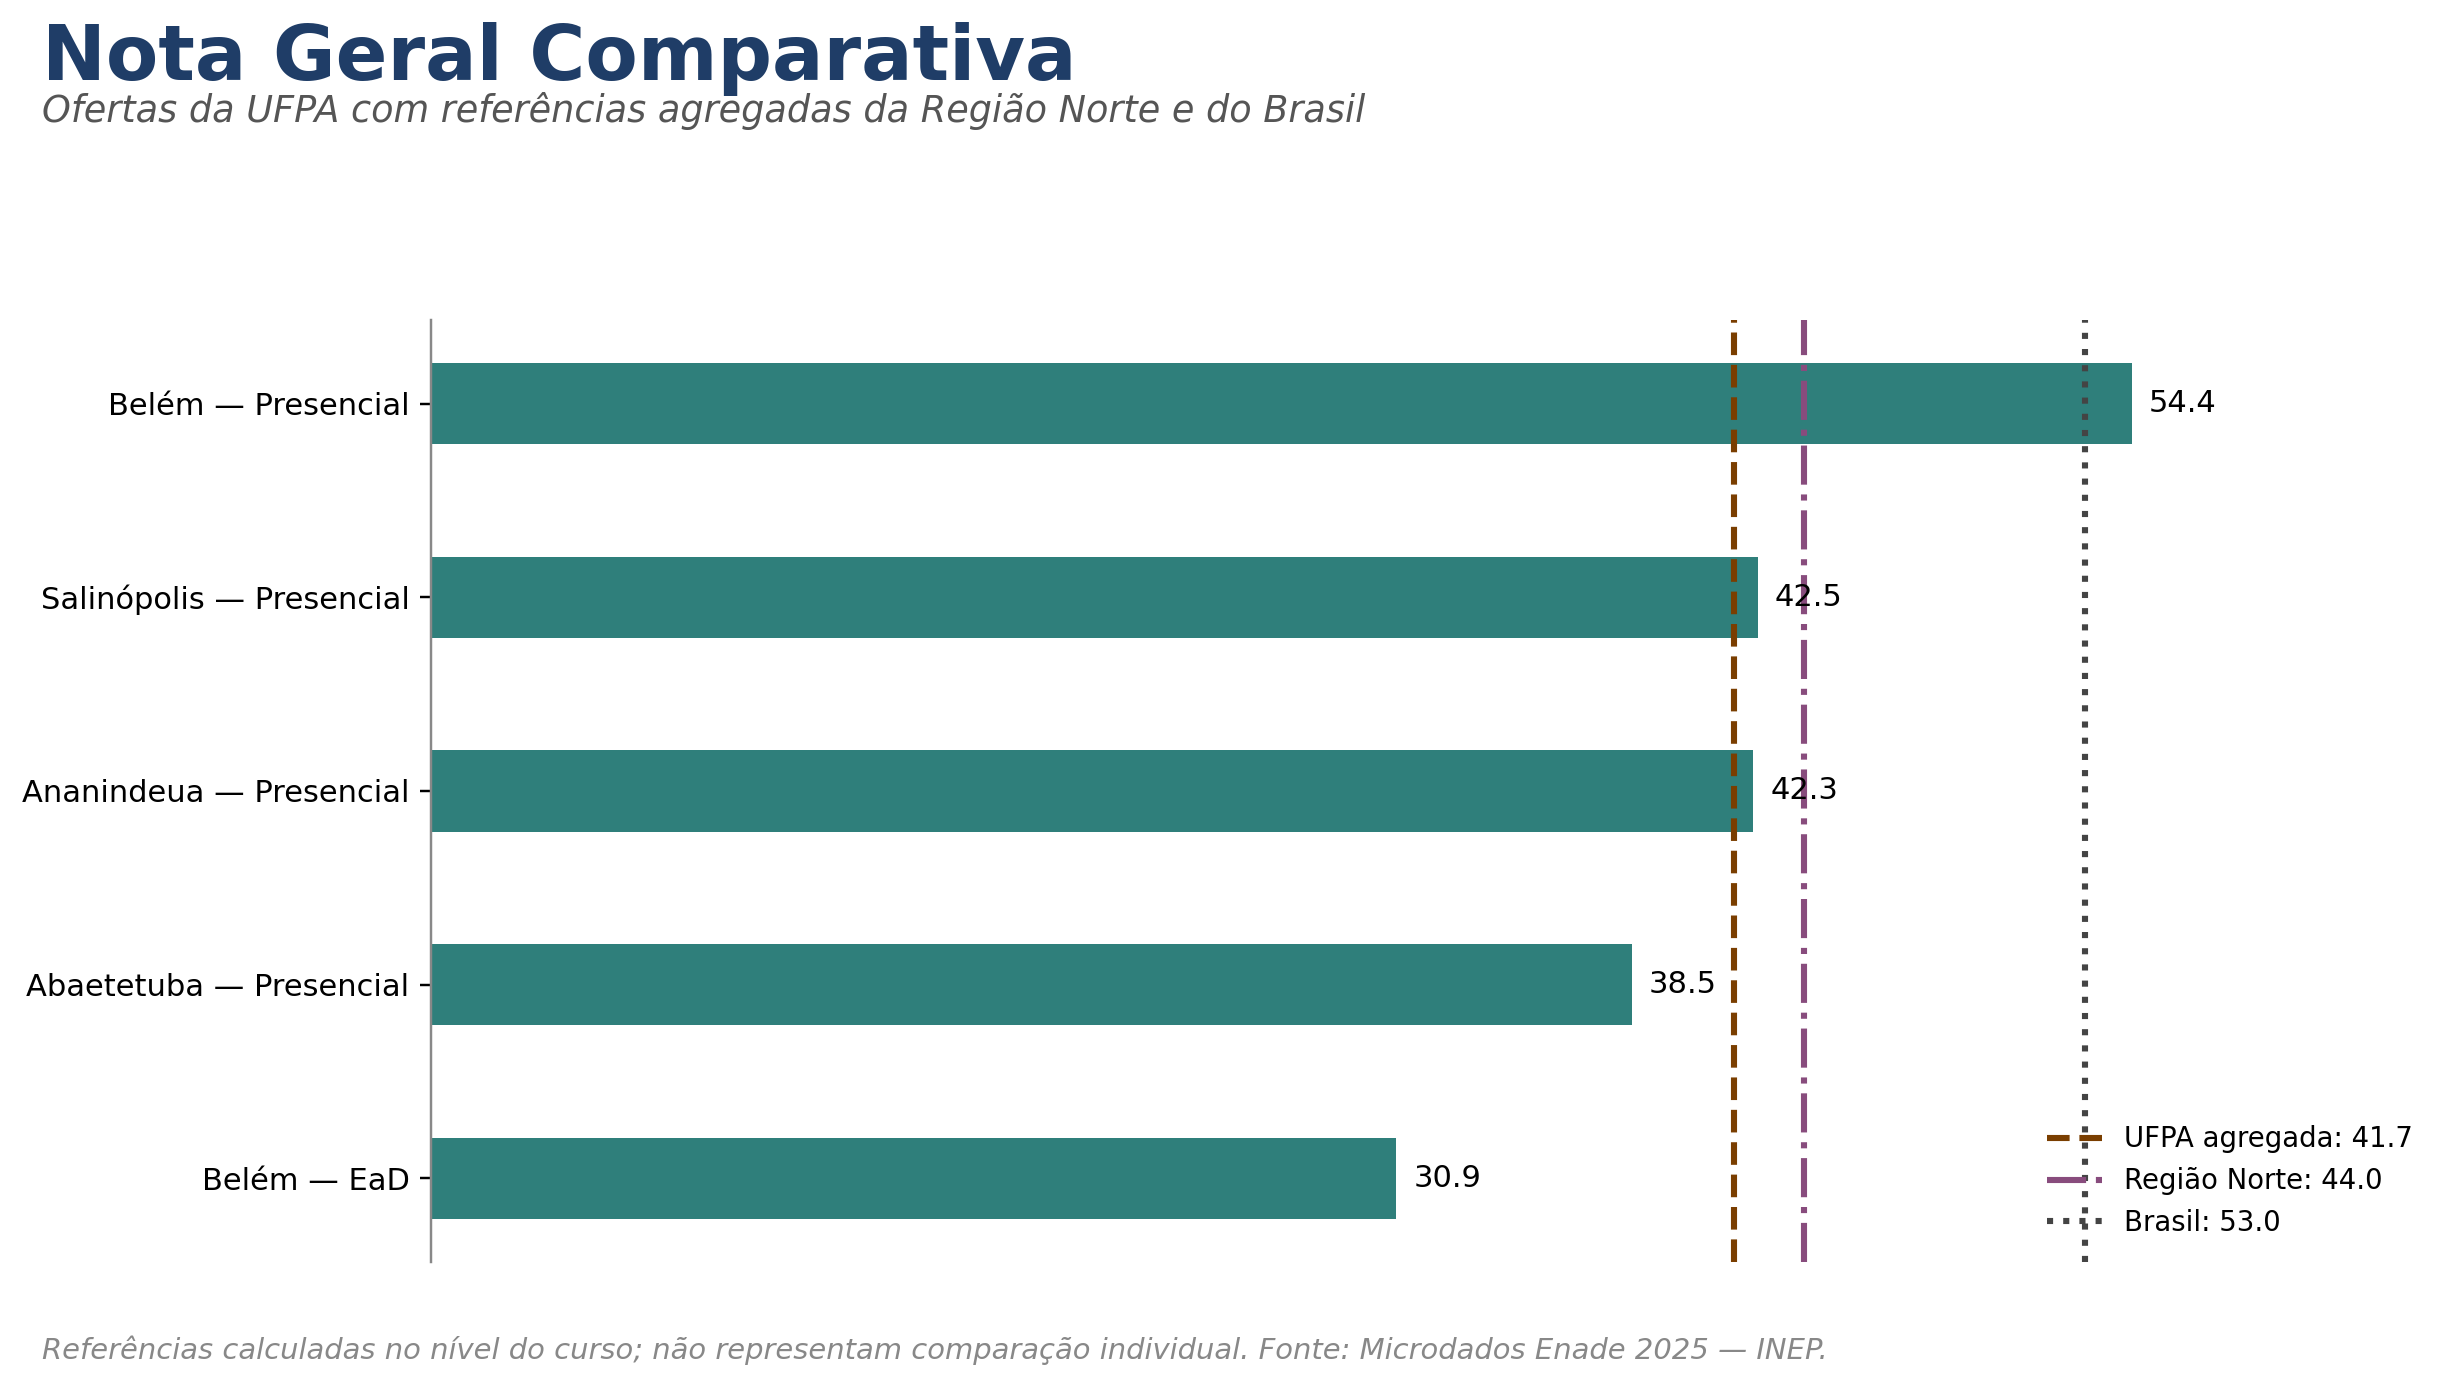 Nota Geral Comparativa
Ofertas da UFPA com referências agregadas da Região Norte e do Brasil
Belém — Presencial
54.4
Salinópolis — Presencial
42.5
Ananindeua — Presencial
42.3
Abaetetuba — Presencial
38.5
Belém — EaD
30.9
UFPA agregada: 41.7
Região Norte: 44.0
Brasil: 53.0
Referências calculadas no nível do curso; não representam comparação individual. Fonte: Microdados Enade 2025 — INEP.